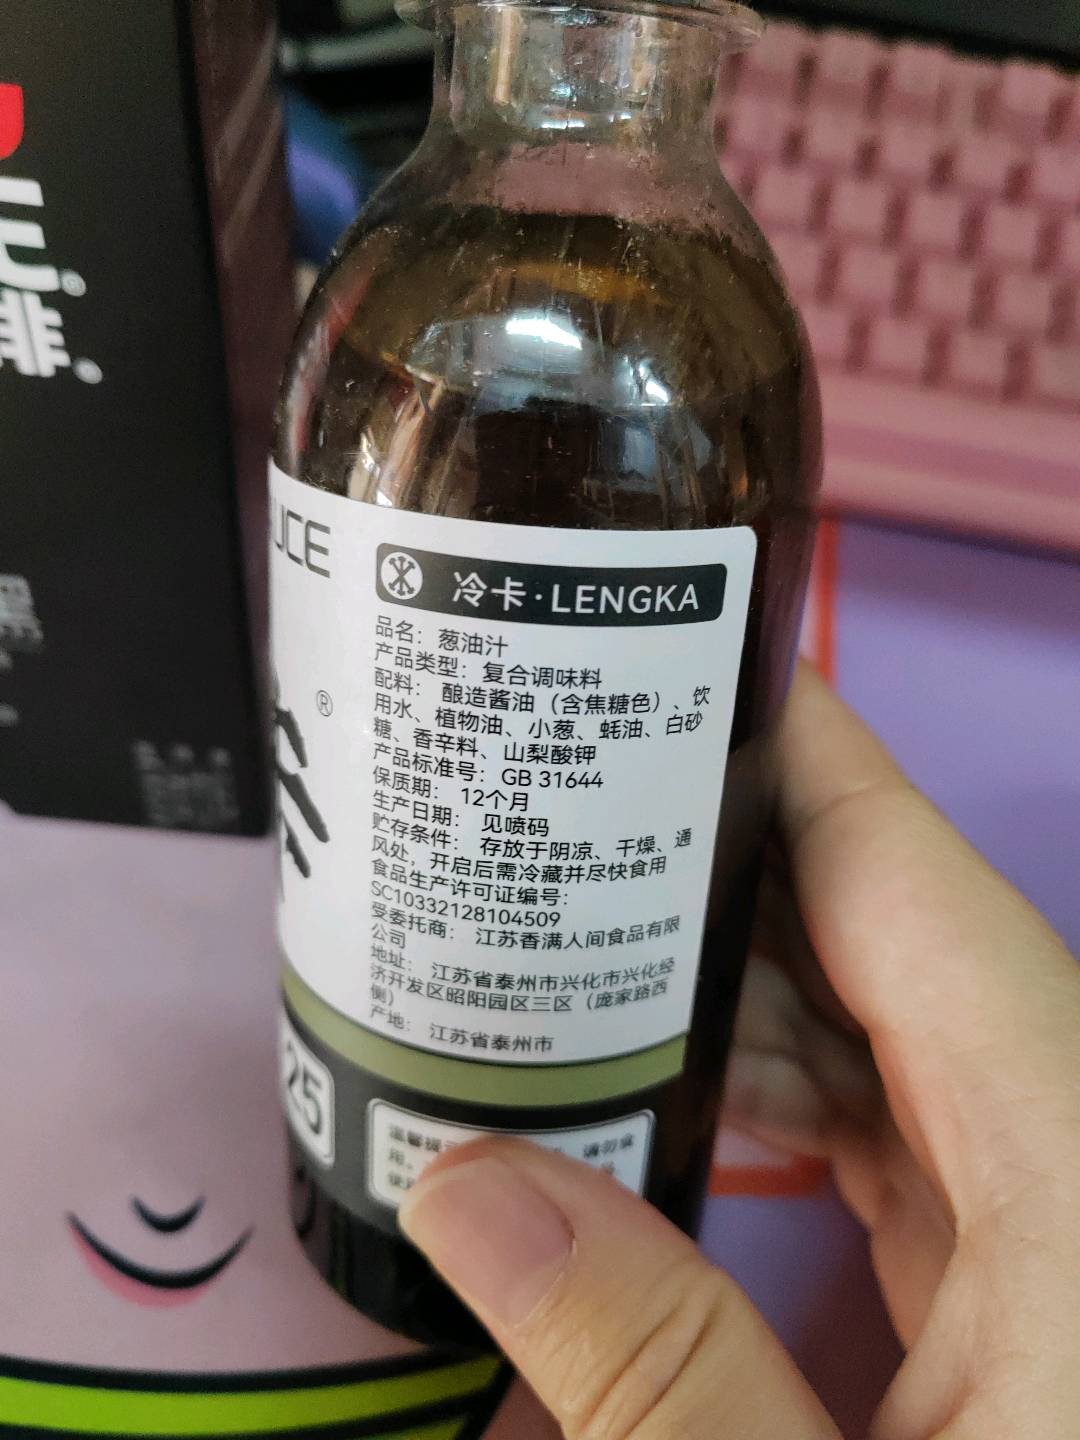 UCE
冷卡·LENGKA
品名：葱油汁
产品类型：复合调味料
配料：酿造酱油（含焦糖色）、饮
用水、植物油、小葱、蚝油、白砂
糖、香辛料、山梨酸钾
产品标准号：GB 31644
保质期：12个月
生产日期：见喷码
贮存条件：存放于阴凉、干燥、通
风处，开启后需冷藏并尽快食用
食品生产许可证编号：
SC10332128104509
受委托商：江苏香满人间食品有限
公司
地址：江苏省泰州市兴化市兴化经
济开发区昭阳园区三区（庞家路西
侧）
产地：江苏省泰州市
®
25
温馨提
请勿食
用。
啡